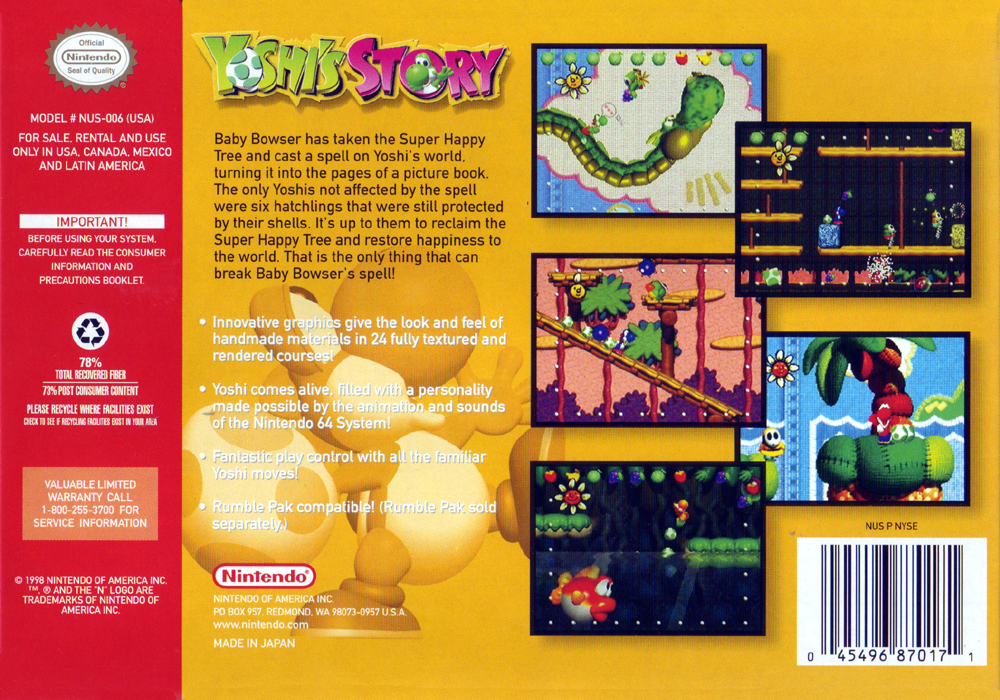 Official
Nintendo
Seal of Quality
®
MODEL # NUS-006 (USA)
FOR SALE, RENTAL AND USE
ONLY IN USA, CANADA, MEXICO
AND LATIN AMERICA
IMPORTANT!
BEFORE USING YOUR SYSTEM,
CAREFULLY READ THE CONSUMER
INFORMATION AND
PRECAUTIONS BOOKLET.
78%
TOTAL RECOVERED FIBER
73% POST CONSUMER CONTENT
PLEASE RECYCLE WHERE FACILITIES EXIST
CHECK TO SEE IF RECYCLING FACILITIES EXIST IN YOUR AREA
VALUABLE LIMITED
WARRANTY CALL
1-800-255-3700 FOR
SERVICE INFORMATION
© 1998 NINTENDO OF AMERICA INC.
™, ® AND THE "N" LOGO ARE
TRADEMARKS OF NINTENDO OF
AMERICA INC.
YOSHI'S STORY
Baby Bowser has taken the Super Happy
Tree and cast a spell on Yoshi's world,
turning it into the pages of a picture book.
The only Yoshis not affected by the spell
were six hatchlings that were still protected
by their shells. It's up to them to reclaim the
Super Happy Tree and restore happiness to
the world. That is the only thing that can
break Baby Bowser's spell!
• Innovative graphics give the look and feel of
handmade materials in 24 fully textured and
rendered courses!
• Yoshi comes alive, filled with a personality
made possible by the animation and sounds
of the Nintendo 64 System!
• Fantastic play control with all the familiar
Yoshi moves!
• Rumble Pak compatible! (Rumble Pak sold
separately.)
Nintendo®
NINTENDO OF AMERICA INC.
PO BOX 957, REDMOND, WA 98073-0957 U.S.A.
www.nintendo.com
MADE IN JAPAN
NUS P NYSE
0 45496 87017 1